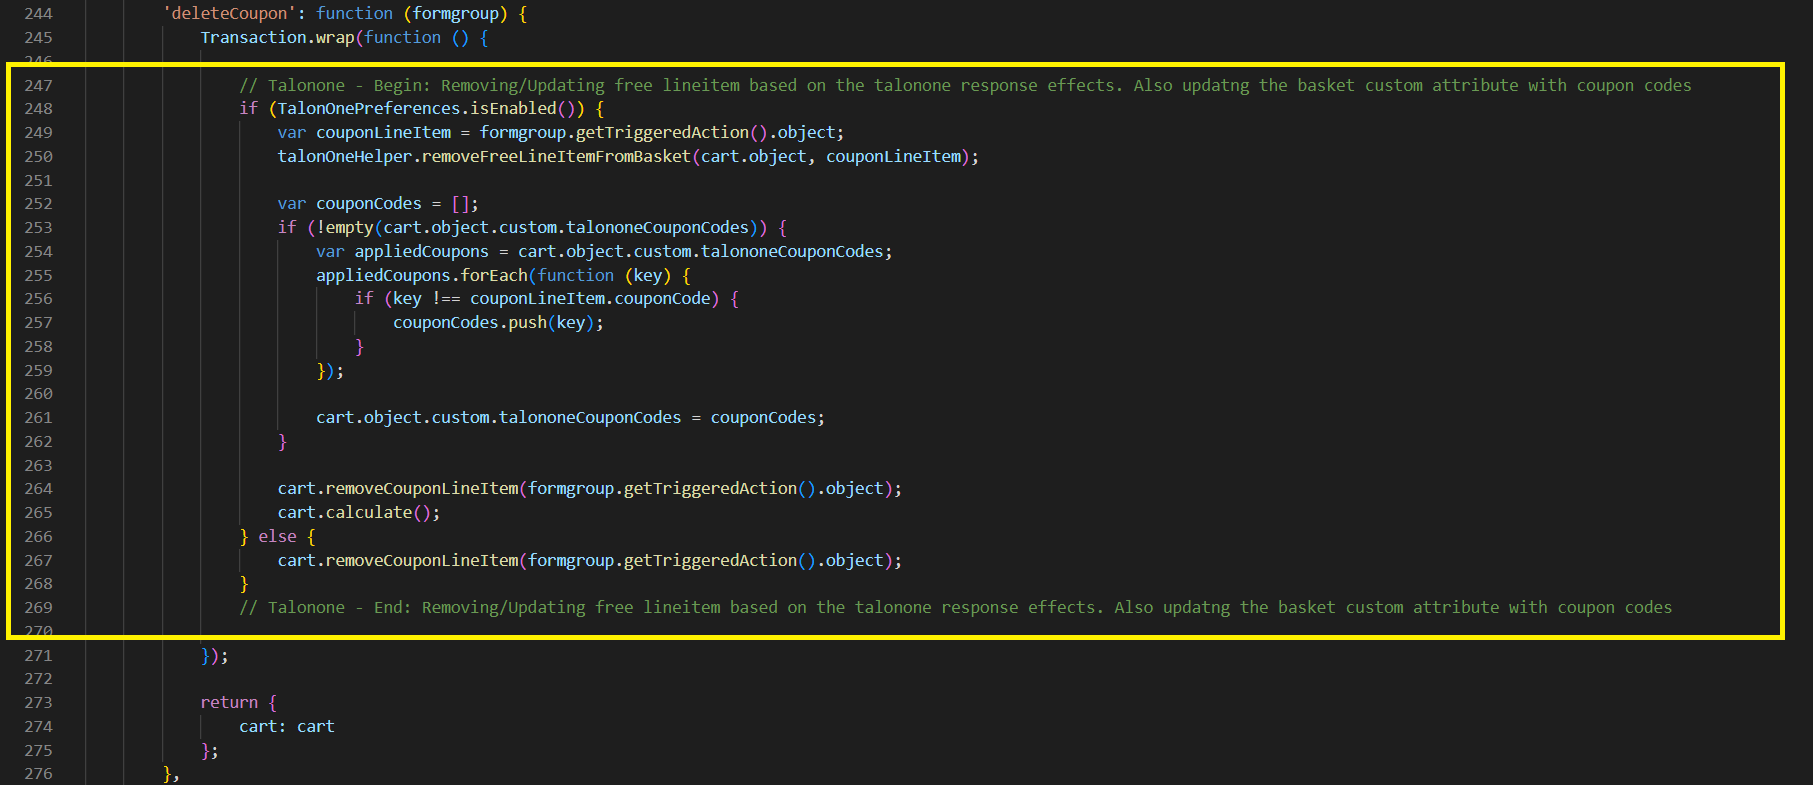 244 'deleteCoupon': function (formgroup) {
245 Transaction.wrap(function () {
246
247 // Talonone - Begin: Removing/Updating free lineitem based on the talonone response effects. Also updatng the basket custom attribute with coupon codes
248 if (TalonOnePreferences.isEnabled()) {
249 var couponLineItem = formgroup.getTriggeredAction().object;
250 talonOneHelper.removeFreeLineItemFromBasket(cart.object, couponLineItem);
251
252 var couponCodes = [];
253 if (!empty(cart.object.custom.talononeCouponCodes)) {
254 var appliedCoupons = cart.object.custom.talononeCouponCodes;
255 appliedCoupons.forEach(function (key) {
256 if (key !== couponLineItem.couponCode) {
257 couponCodes.push(key);
258 }
259 });
260
261 cart.object.custom.talononeCouponCodes = couponCodes;
262 }
263
264 cart.removeCouponLineItem(formgroup.getTriggeredAction().object);
265 cart.calculate();
266 } else {
267 cart.removeCouponLineItem(formgroup.getTriggeredAction().object);
268 }
269 // Talonone - End: Removing/Updating free lineitem based on the talonone response effects. Also updatng the basket custom attribute with coupon codes
270
271 });
272
273 return {
274 cart: cart
275 };
276 },